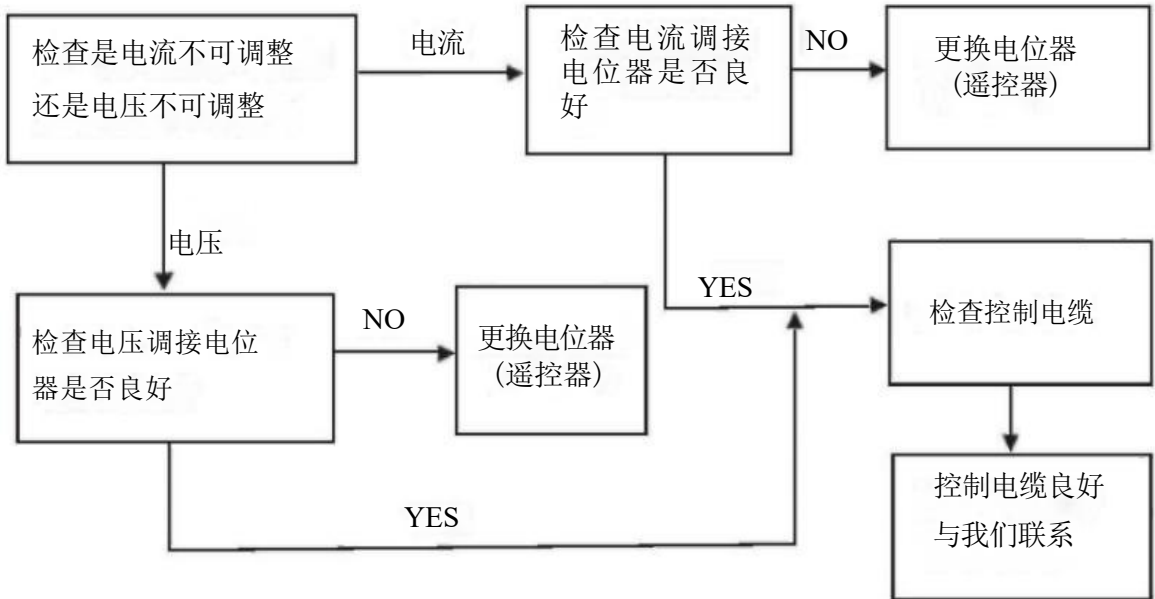 检查是电流不可调整
还是电压不可调整
电流
检查电流调接
电位器是否良
好
NO
更换电位器
(遥控器)
电压
检查电压调接电位
器是否良好
NO
更换电位器
(遥控器)
YES
检查控制电缆
YES
控制电缆良好
与我们联系